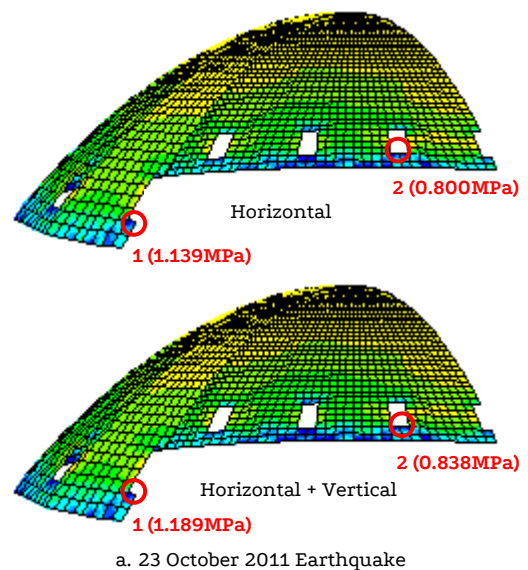 2 (0.800MPa)
Horizontal
1 (1.139MPa)
2 (0.838MPa)
Horizontal + Vertical
1 (1.189MPa)
a. 23 October 2011 Earthquake